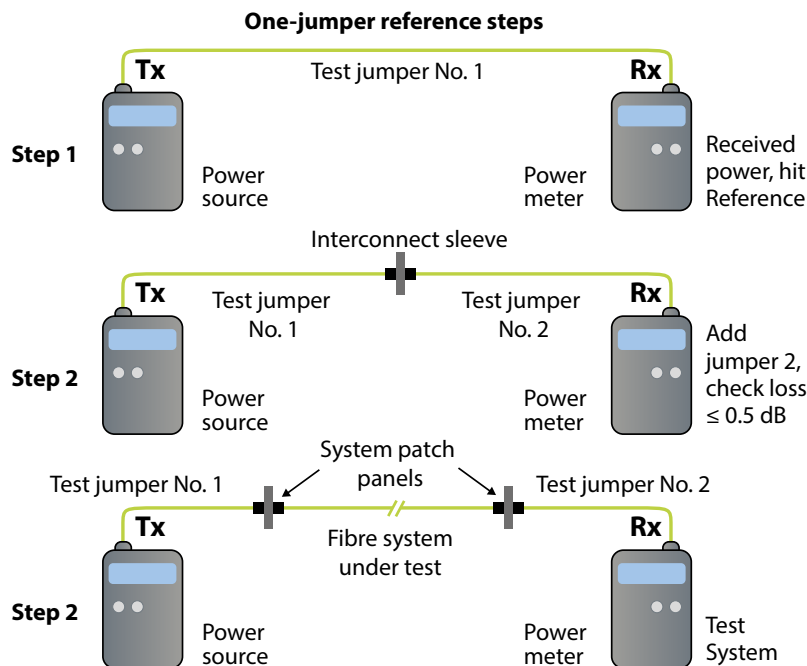 One-jumper reference steps
Tx
Test jumper No. 1
Rx
Step 1
Power
source
Power
meter
Received
power, hit
Reference
Interconnect sleeve
Tx
Test jumper
No. 1
Test jumper
No. 2
Rx
Step 2
Power
source
Power
meter
Add
jumper 2,
check loss
≤ 0.5 dB
System patch
panels
Test jumper No. 1
Test jumper No. 2
Tx
Rx
Fibre system
under test
Step 2
Power
source
Power
meter
Test
System